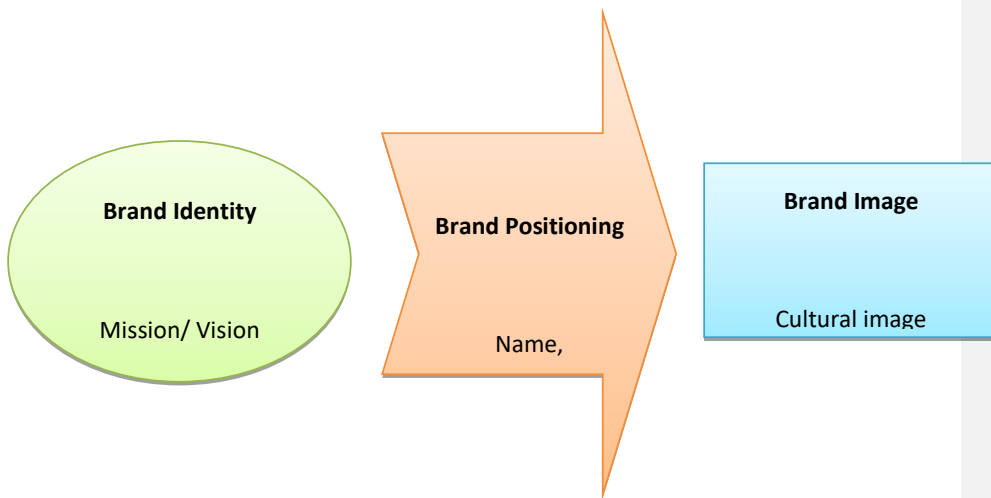 Brand Identity
Mission/ Vision
Brand Positioning
Name,
Brand Image
Cultural image